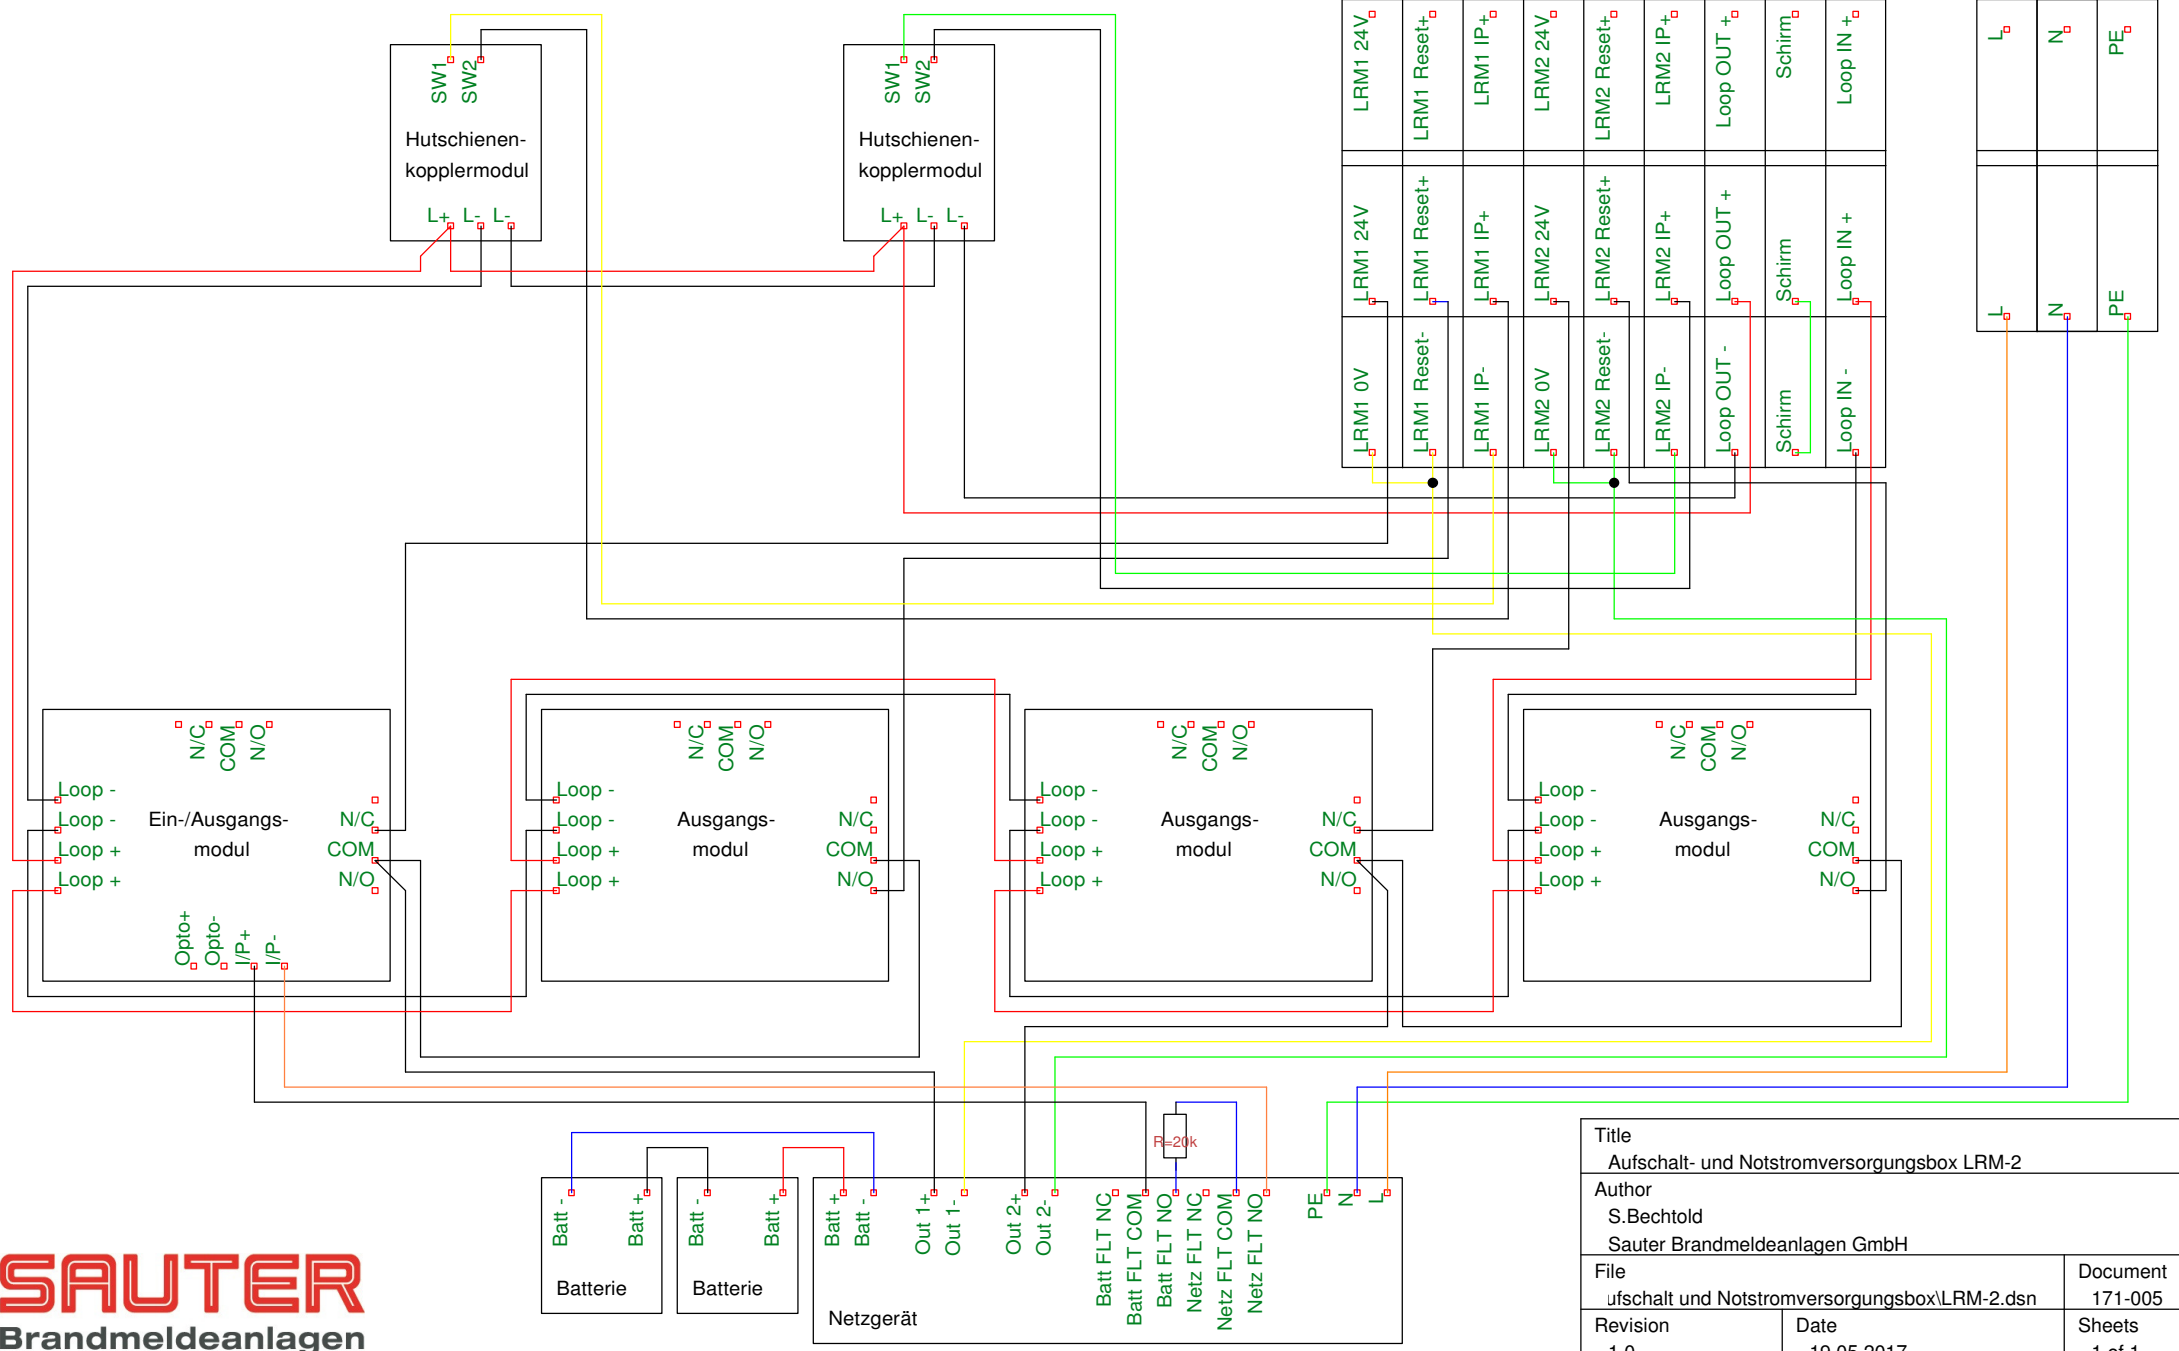 SW1
SW2
Hutschienen-
kopplermodul
L+ L- L-
SW1
SW2
Hutschienen-
kopplermodul
L+ L- L-
LRM1 24V
LRM1 Reset+
LRM1 IP+
LRM2 24V
LRM2 Reset+
LRM2 IP+
Loop OUT +
Schirm
Loop IN +
LRM1 24V
LRM1 Reset+
LRM1 IP+
LRM2 24V
LRM2 Reset+
LRM2 IP+
Loop OUT +
Schirm
Loop IN +
LRM1 0V
LRM1 Reset-
LRM1 IP-
LRM2 0V
LRM2 Reset-
LRM2 IP-
Loop OUT -
Schirm
Loop IN -
L
N
PE
L
N
PE
N/C
COM
N/O
Loop -
Loop -
Loop +
Loop +
Ein-/Ausgangs-
modul
N/C
COM
N/O
Opto+
Opto-
I/P+
I/P-
N/C
COM
N/O
Loop -
Loop -
Loop +
Loop +
Ausgangs-
modul
N/C
COM
N/O
N/C
COM
N/O
Loop -
Loop -
Loop +
Loop +
Ausgangs-
modul
N/C
COM
N/O
N/C
COM
N/O
Loop -
Loop -
Loop +
Loop +
Ausgangs-
modul
N/C
COM
N/O
R=20k
Batt -
Batt +
Batterie
Batt -
Batt +
Batterie
Batt +
Batt -
Out 1+
Out 1-
Out 2+
Out 2-
Batt FLT NC
Batt FLT COM
Batt FLT NO
Netz FLT NC
Netz FLT COM
Netz FLT NO
PE
N
L
Netzgerät
SAUTER
Brandmeldeanlagen
Title
Aufschalt- und Notstromversorgungsbox LRM-2
Author
S.Bechtold
Sauter Brandmeldeanlagen GmbH
File
ufschalt und Notstromversorgungsbox\LRM-2.dsn
Document
171-005
Revision
1.0
Date
19.05.2017
Sheets
1 of 1